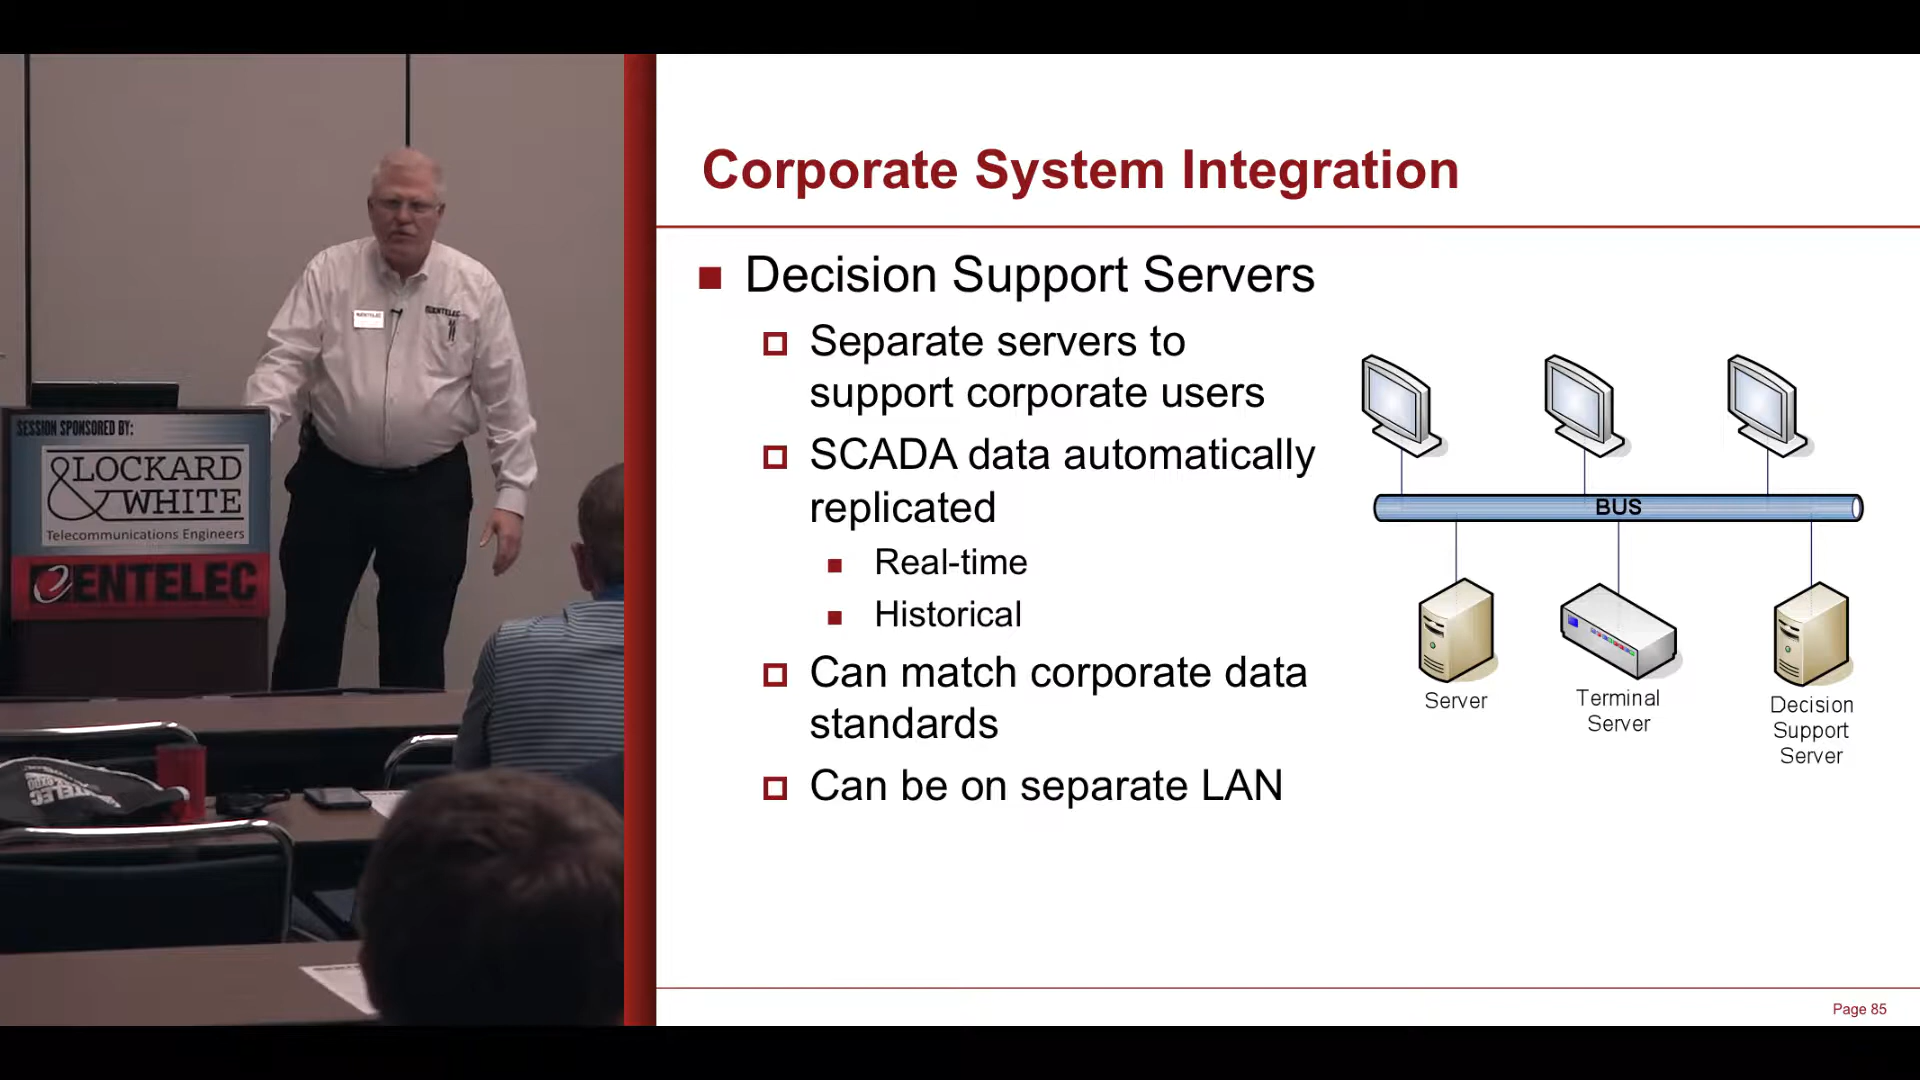 Corporate System Integration
Decision Support Servers
Separate servers to
support corporate users
SCADA data automatically
replicated
Real-time
Historical
Can match corporate data
standards
Can be on separate LAN
BUS
Server
Terminal
Server
Decision
Support
Server
Page 85
SESSION SPONSORED BY:
LOCKARD
& WHITE
Telecommunications Engineers
ENTELEC
ENTELEC
ENTELEC